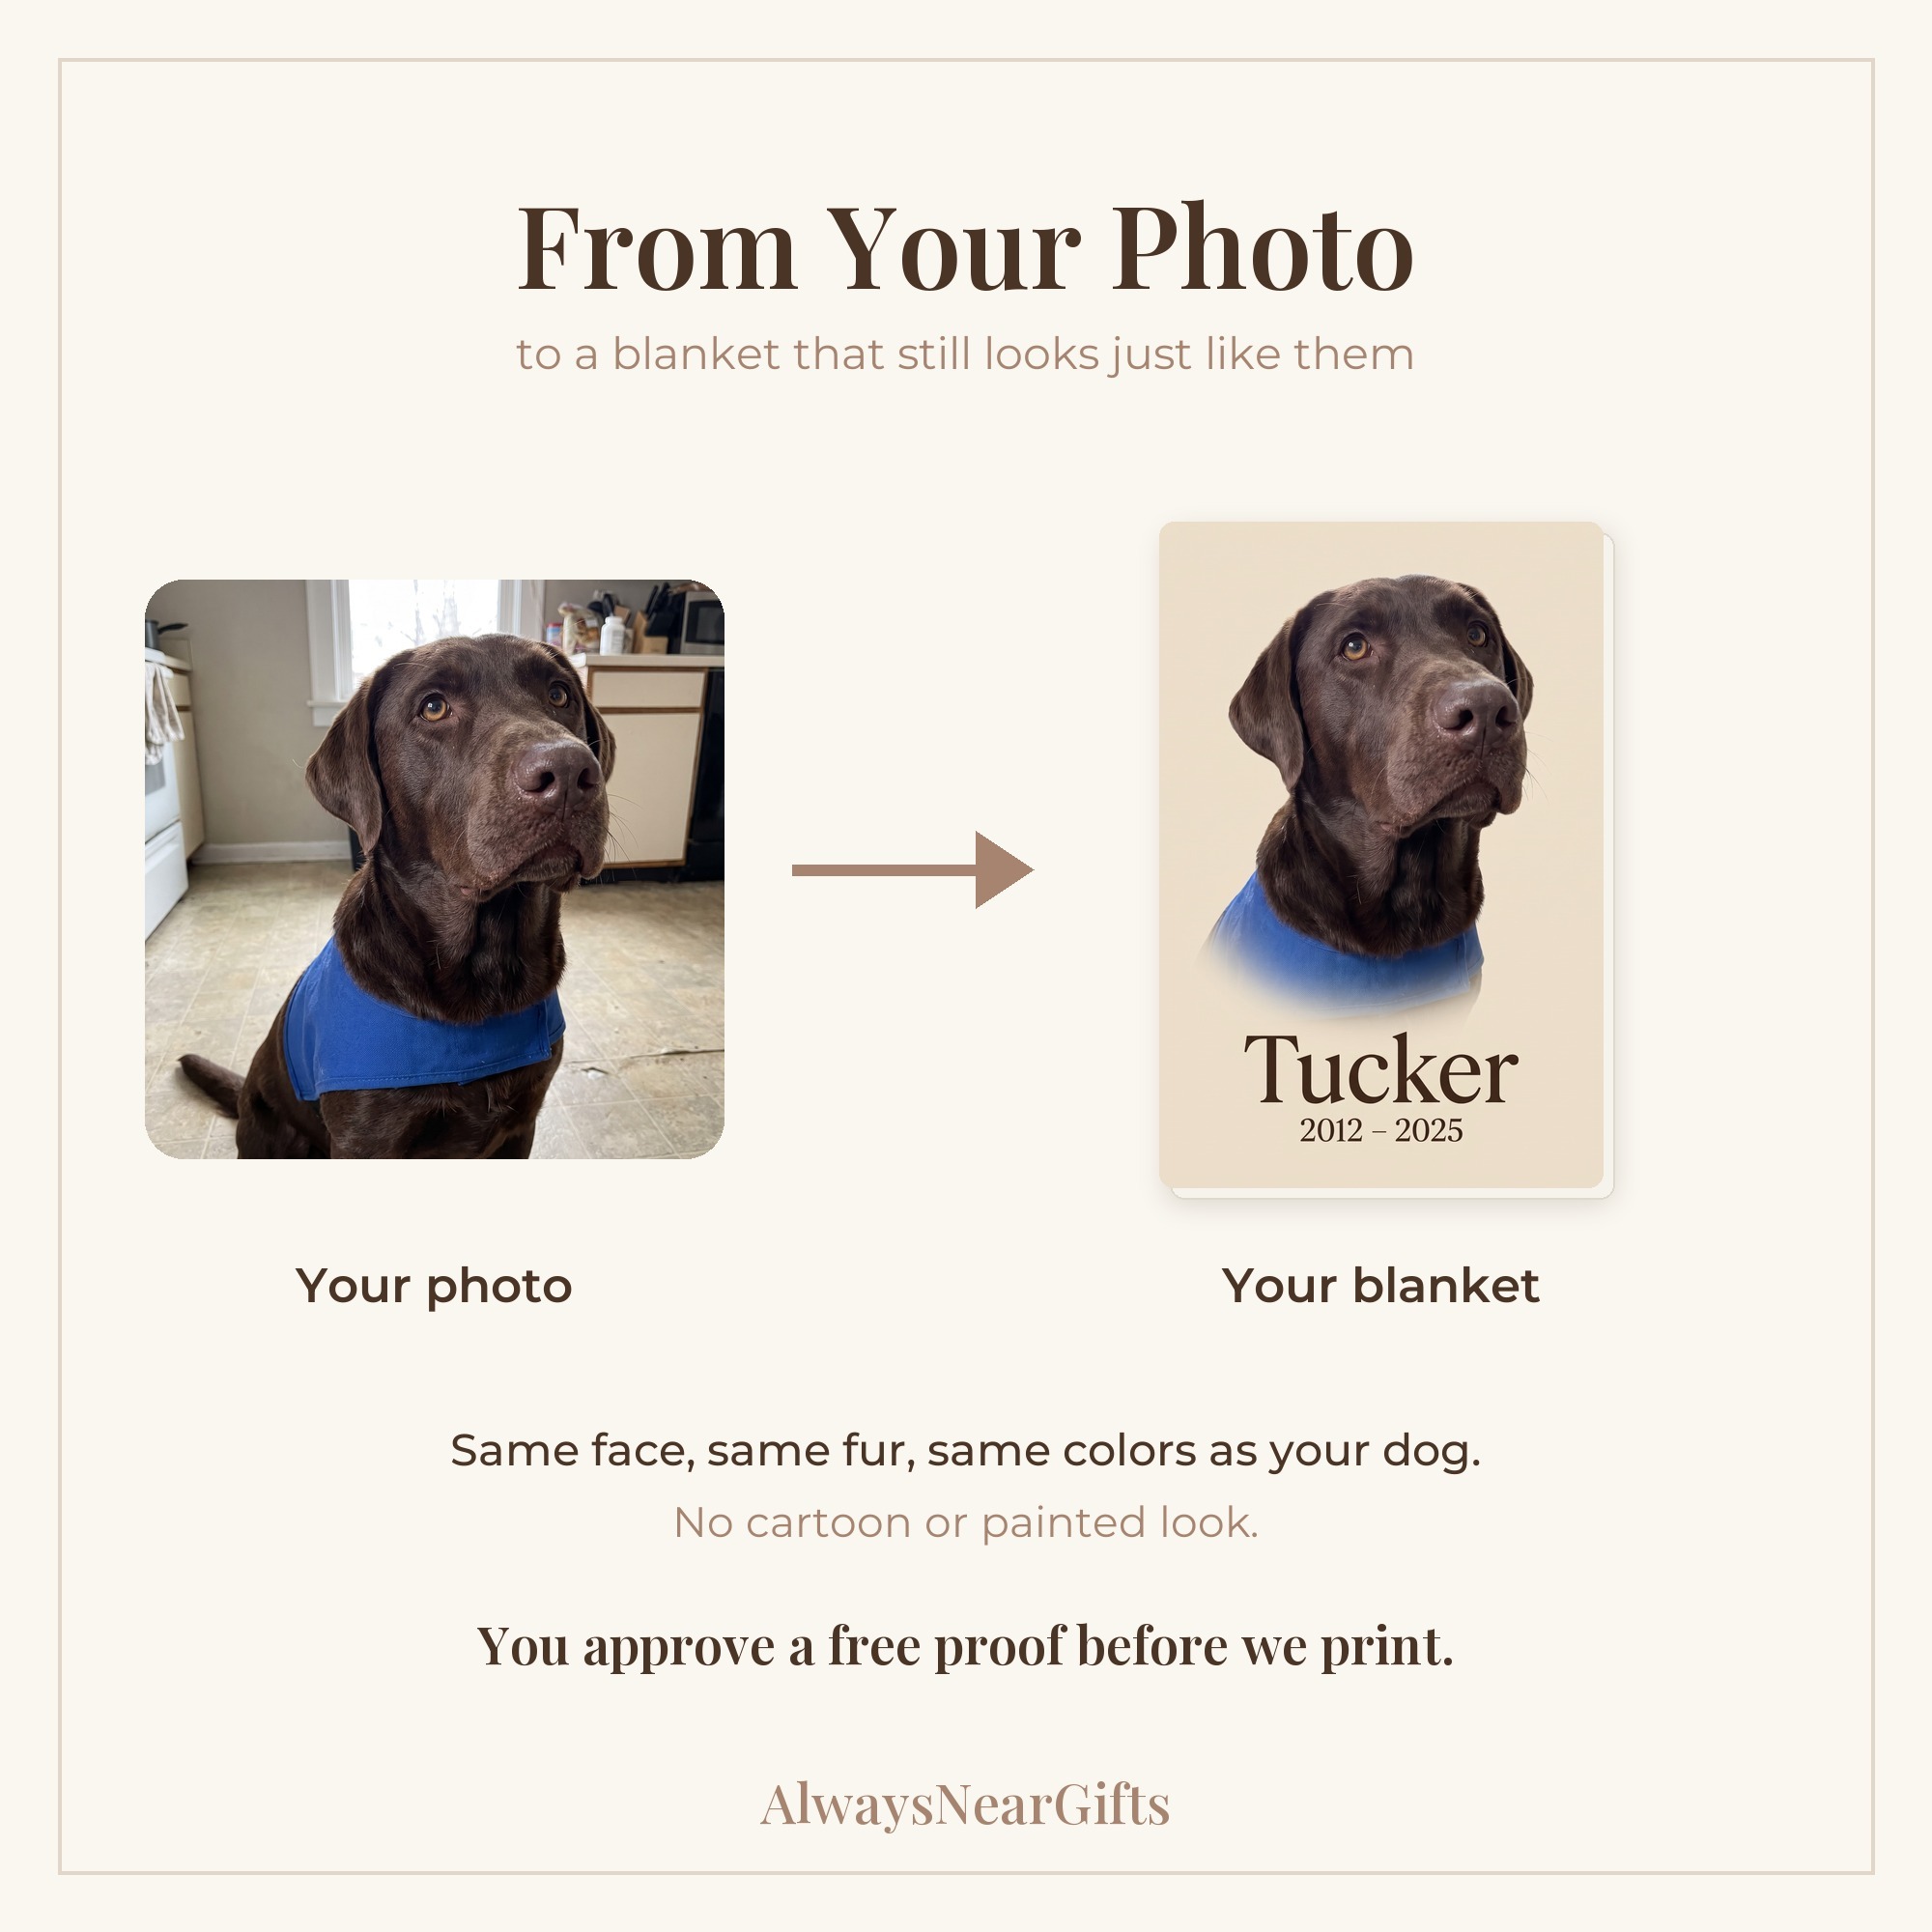 From Your Photo
to a blanket that still looks just like them
Tucker
2012 – 2025
Your photo
Your blanket
Same face, same fur, same colors as your dog.
No cartoon or painted look.
You approve a free proof before we print.
AlwaysNearGifts